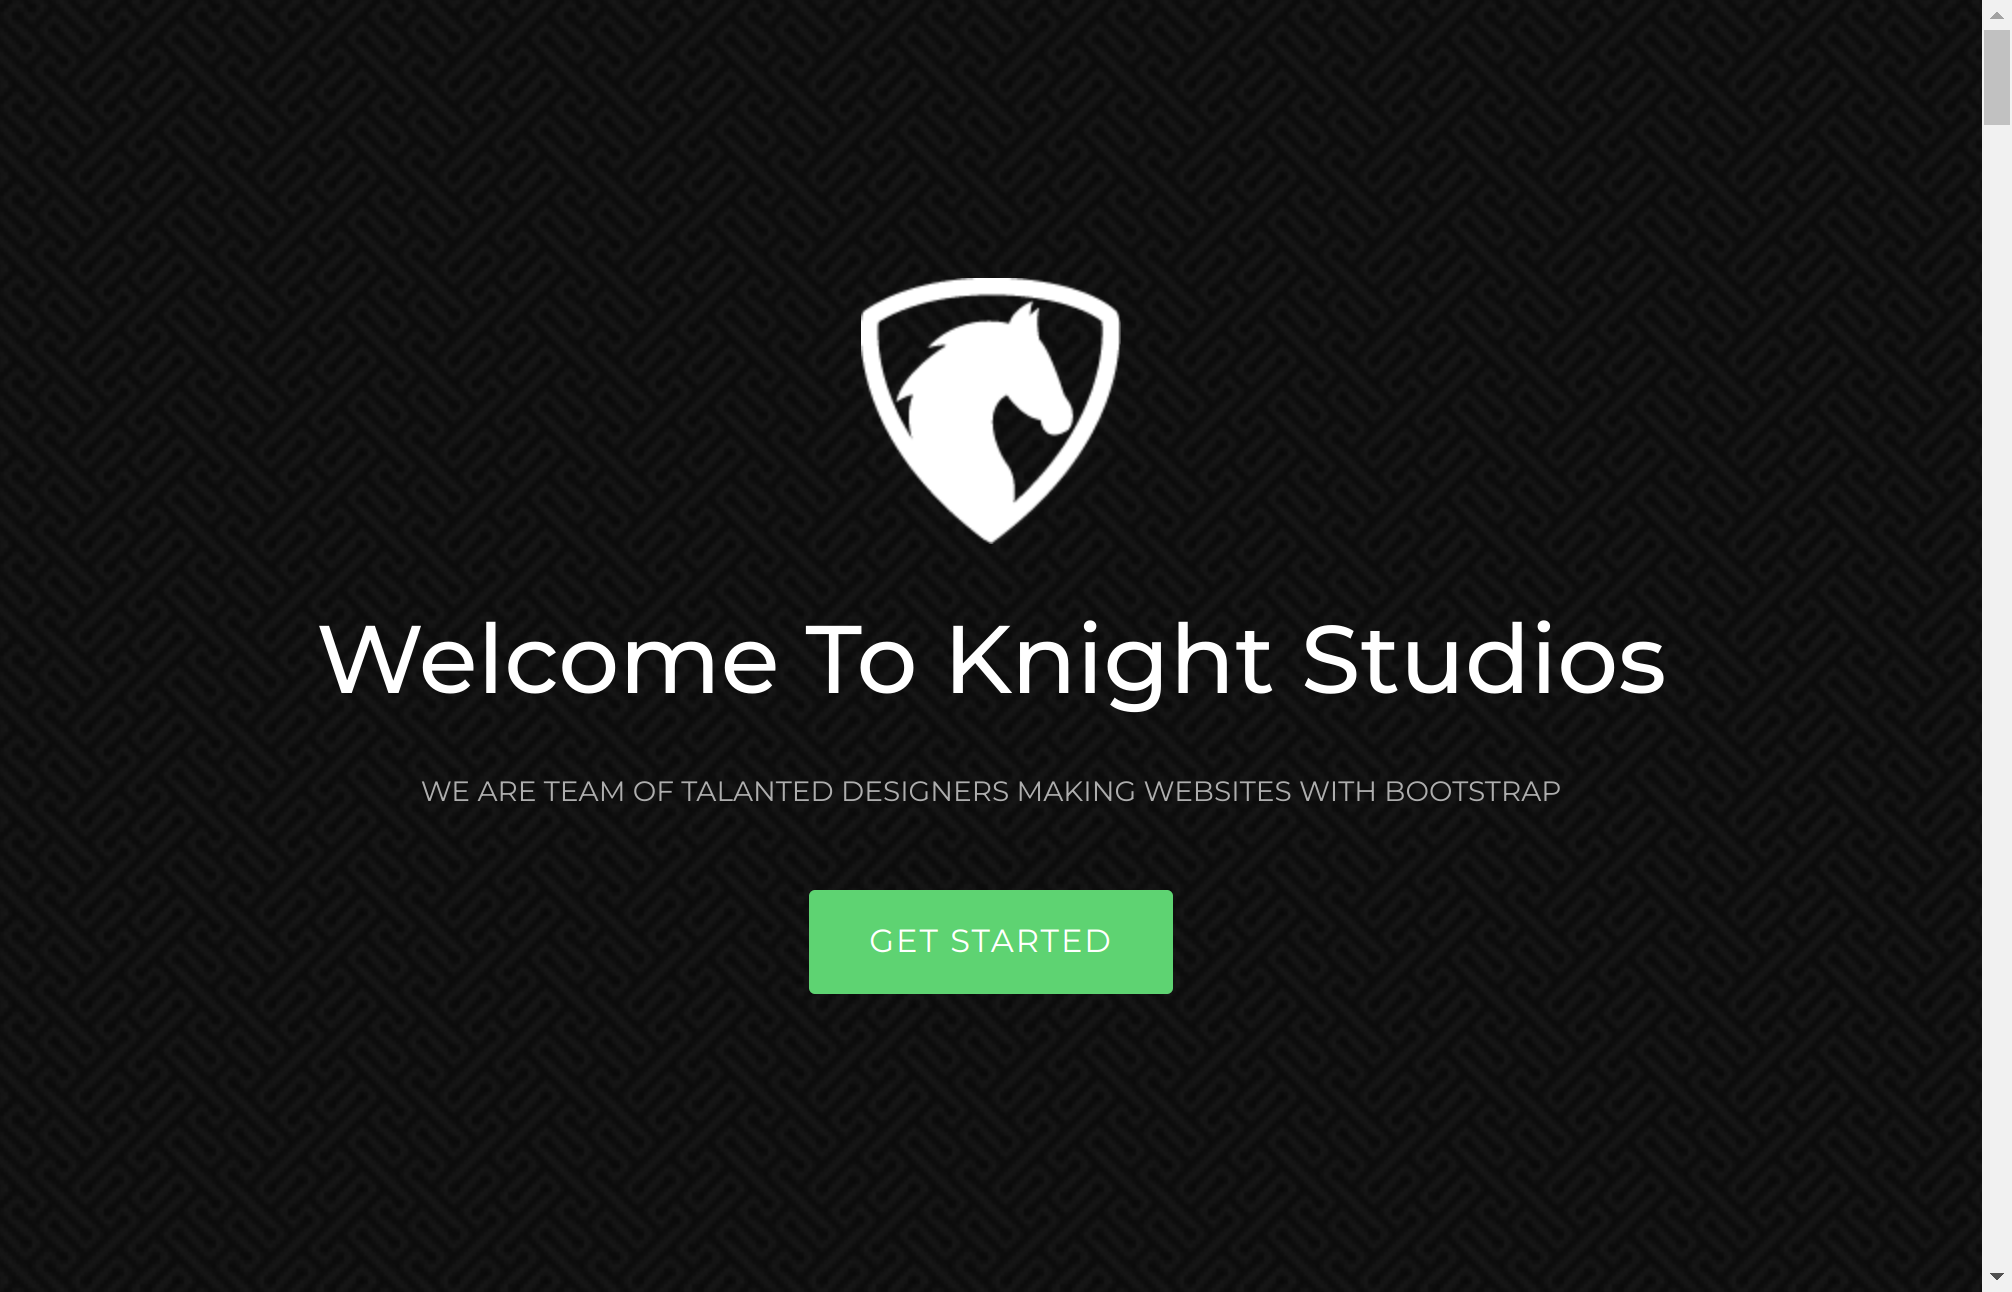 Welcome To Knight Studios
WE ARE TEAM OF TALANTED DESIGNERS MAKING WEBSITES WITH BOOTSTRAP
GET STARTED